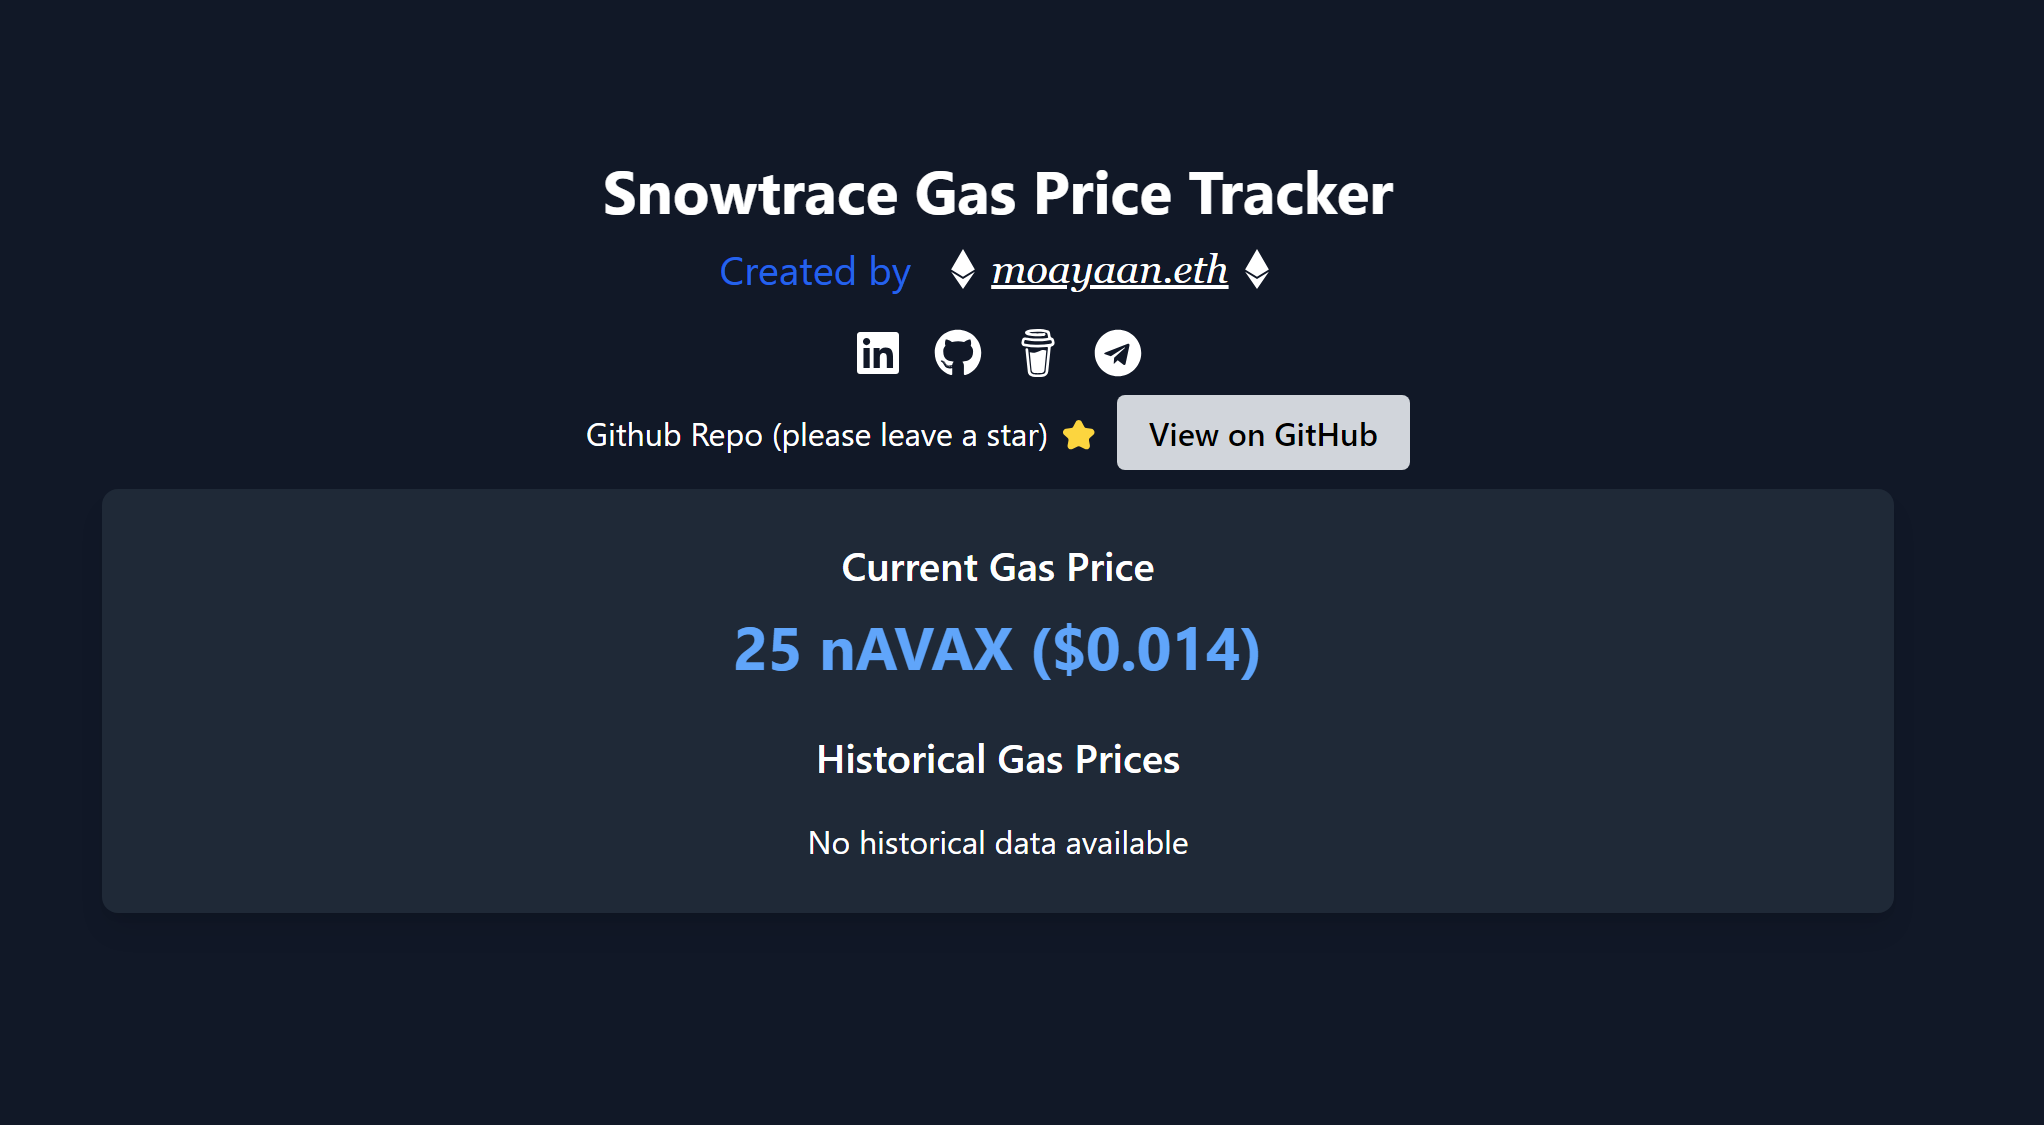 Snowtrace Gas Price Tracker
Created by moayaan.eth
in
Github Repo (please leave a star) View on GitHub
Current Gas Price
25 nAVAX ($0.014)
Historical Gas Prices
No historical data available